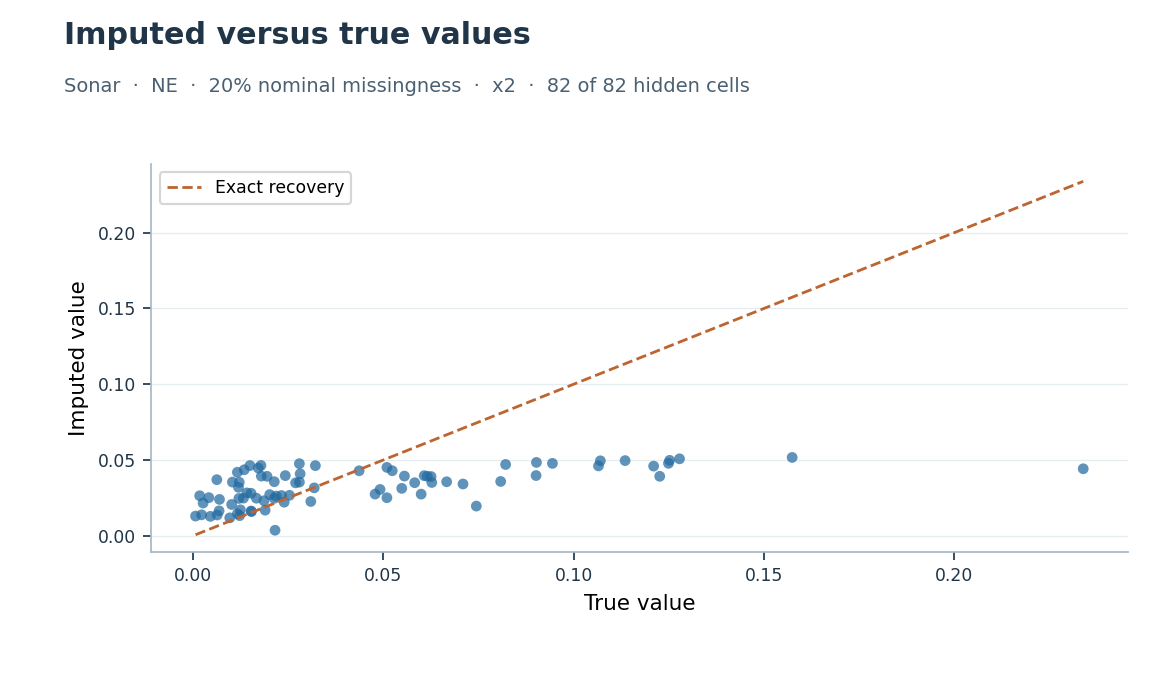 Imputed versus true values
Sonar · NE · 20% nominal missingness · x2 · 82 of 82 hidden cells
Exact recovery
Imputed value
0.20
0.15
0.10
0.05
0.00
0.00 0.05 0.10 0.15 0.20
True value